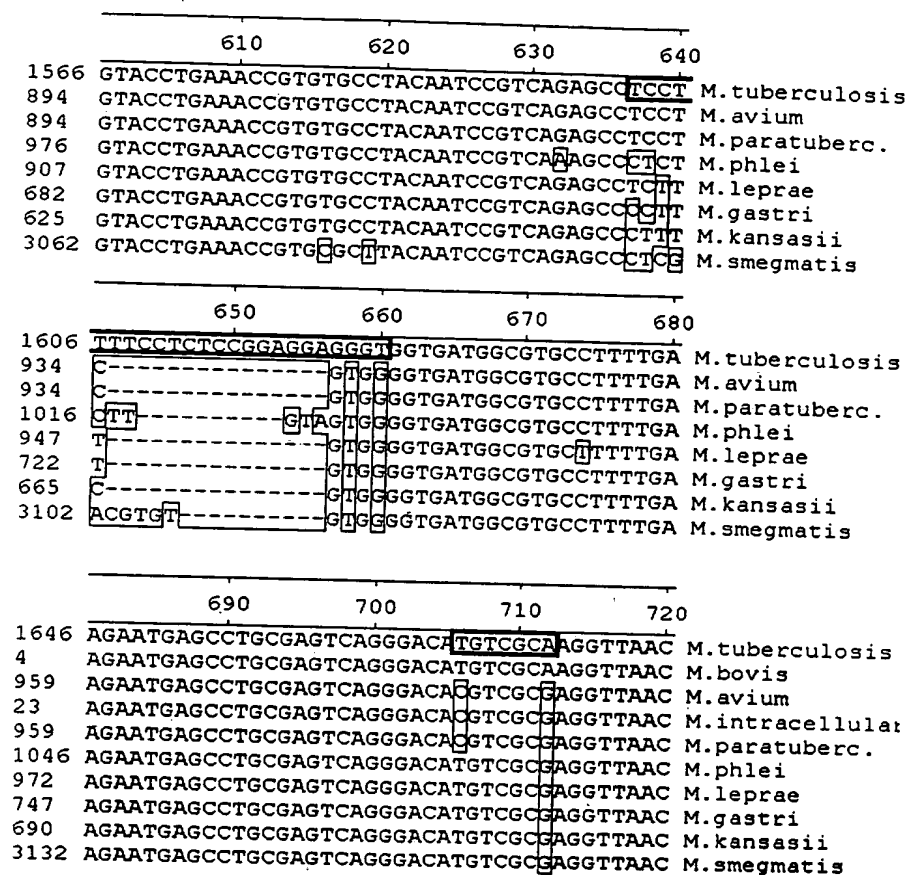 610 620 630 640
1566 GTACCTGAAACCGTGTGCCTACAATCCGTCAGAGCCTCCT M.tuberculosis
894 GTACCTGAAACCGTGTGCCTACAATCCGTCAGAGCCTCCT M.avium
894 GTACCTGAAACCGTGTGCCTACAATCCGTCAGAGCCTCCT M.paratuberc.
976 GTACCTGAAACCGTGTGCCTACAATCCGTCAAAGCCCTCT M.phlei
907 GTACCTGAAACCGTGTGCCTACAATCCGTCAGAGCCTCTT M.leprae
682 GTACCTGAAACCGTGTGCCTACAATCCGTCAGAGCCCCTT M.gastri
625 GTACCTGAAACCGTGTGCCTACAATCCGTCAGAGCCCTTT M.kansasii
3062 GTACCTGAAACCGTGCGCTTACAATCCGTCAGAGCCCTCG M.smegmatis
650 660 670 680
1606 TTTCCTCTCCGGAGGAGGGTGGTGATGGCGTGCCTTTTGA M.tuberculosis
934 C---------------GTGGGGTGATGGCGTGCCTTTTGA M.avium
934 C---------------GTGGGGTGATGGCGTGCCTTTTGA M.paratuberc.
1016 CTT----------GTAGTGGGGTGATGGCGTGCCTTTTGA M.phlei
947 T---------------GTGGGGTGATGGCGTGCTTTTTGA M.leprae
722 T---------------GTGGGGTGATGGCGTGCCTTTTGA M.gastri
665 C---------------GTGGGGTGATGGCGTGCCTTTTGA M.kansasii
3102 ACGTGT----------GTGGGGTGATGGCGTGCCTTTTGA M.smegmatis
690 700 710 720
1646 AGAATGAGCCTGCGAGTCAGGGACATGTCGCAAGGTTAAC M.tuberculosis
4 AGAATGAGCCTGCGAGTCAGGGACATGTCGCAAGGTTAAC M.bovis
959 AGAATGAGCCTGCGAGTCAGGGACACGTCGCGAGGTTAAC M.avium
23 AGAATGAGCCTGCGAGTCAGGGACACGTCGCGAGGTTAAC M.intracellular
959 AGAATGAGCCTGCGAGTCAGGGACACGTCGCGAGGTTAAC M.paratuberc.
1046 AGAATGAGCCTGCGAGTCAGGGACATGTCGCGAGGTTAAC M.phlei
972 AGAATGAGCCTGCGAGTCAGGGACATGTCGCGAGGTTAAC M.leprae
747 AGAATGAGCCTGCGAGTCAGGGACATGTCGCGAGGTTAAC M.gastri
690 AGAATGAGCCTGCGAGTCAGGGACATGTCGCGAGGTTAAC M.kansasii
3132 AGAATGAGCCTGCGAGTCAGGGACATGTCGCGAGGTTAAC M.smegmatis